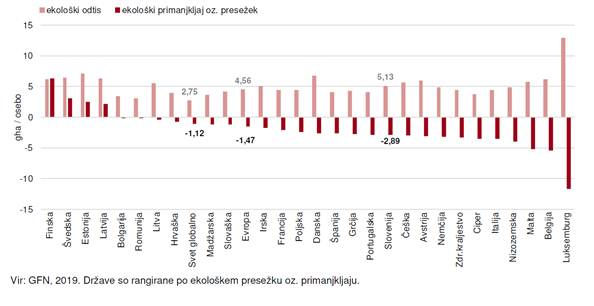 ekološki odtis
ekološki primanjkljaj oz. presežek
gha / osebo
15
10
5
0
-5
-10
-15
2,75
-1,12
4,56
-1,47
5,13
-2,89
Finska
Švedska
Estonija
Latvija
Bolgarija
Romunija
Litva
Hrvaška
Svet globalno
Madžarska
Slovaška
Evropa
Irska
Francija
Poljska
Danska
Španija
Grčija
Portugalska
Slovenija
Češka
Avstrija
Nemčija
Zdr.kraljestvo
Ciper
Italija
Nizozemska
Malta
Belgija
Luksemburg
Vir: GFN, 2019. Države so rangirane po ekološkem presežku oz. primanjkljaju.